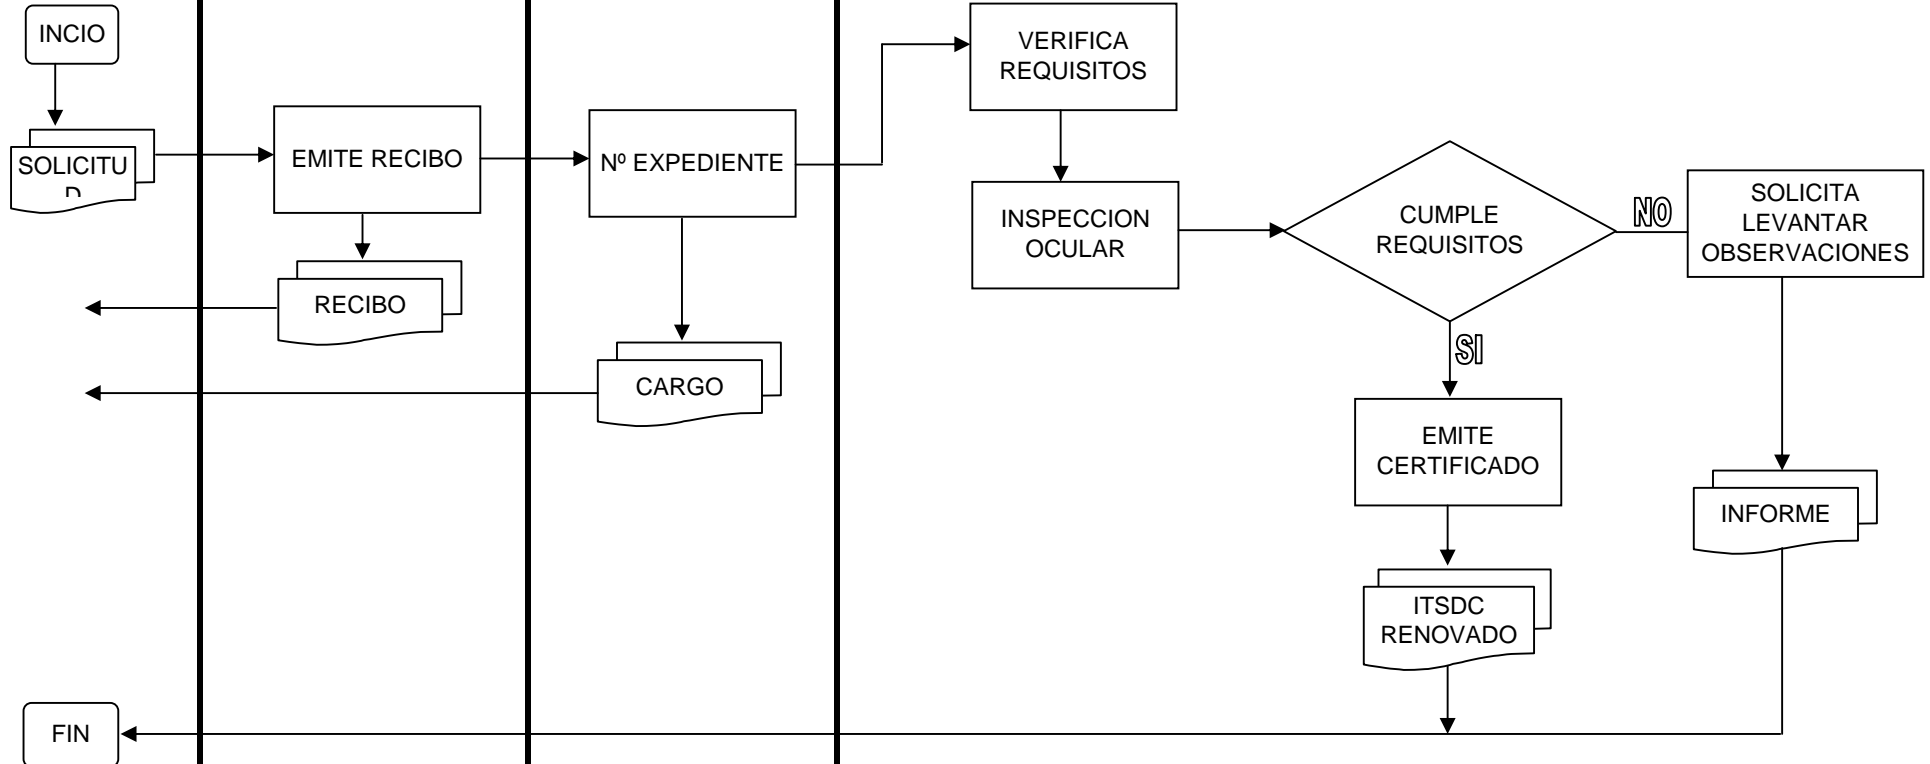 INCIO
SOLICITU
D
EMITE RECIBO
RECIBO
Nº EXPEDIENTE
CARGO
VERIFICA
REQUISITOS
INSPECCION
OCULAR
CUMPLE
REQUISITOS
NO
SOLICITA
LEVANTAR
OBSERVACIONES
SI
EMITE
CERTIFICADO
INFORME
ITSDC
RENOVADO
FIN